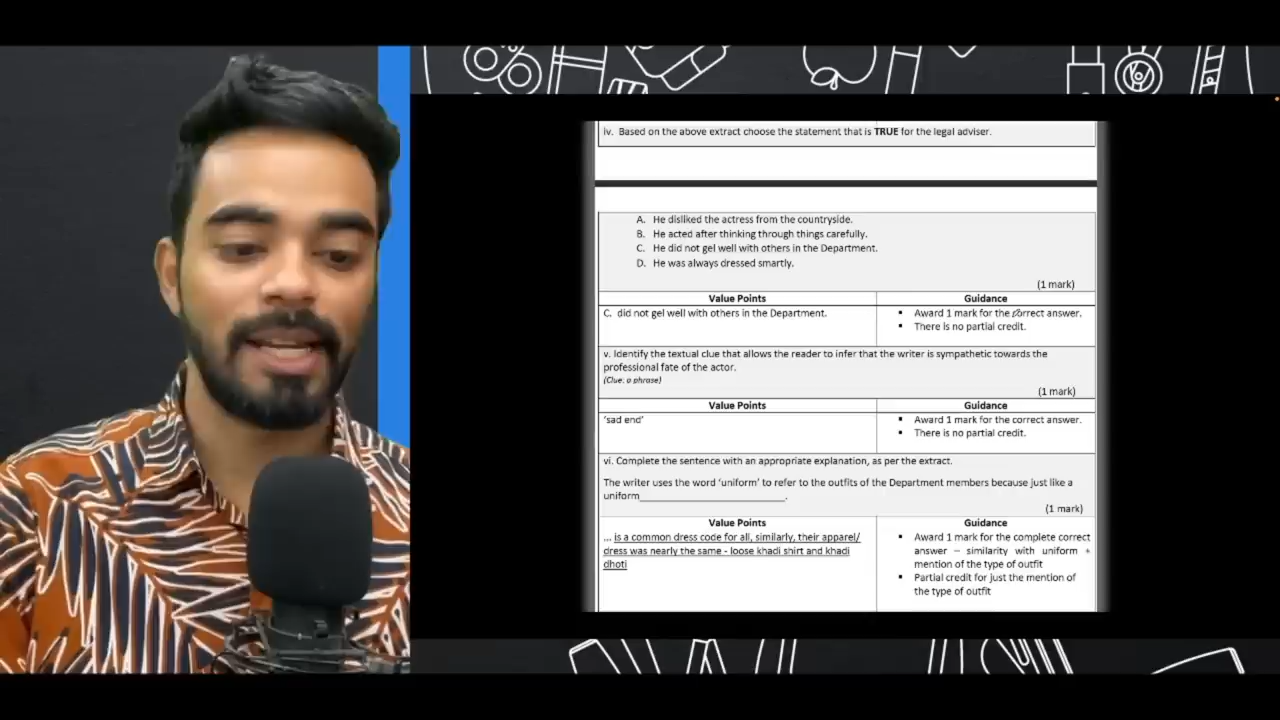 iv. Based on the above extract choose the statement that is TRUE for the legal adviser.
A. He disliked the actress from the countryside.
B. He acted after thinking through things carefully.
C. He did not gel well with others in the Department.
D. He was always dressed smartly.
(1 mark)
Value Points
Guidance
C. did not gel well with others in the Department.
▪ Award 1 mark for the correct answer.
▪ There is no partial credit.
v. Identify the textual clue that allows the reader to infer that the writer is sympathetic towards the
professional fate of the actor.
(Clue: a phrase)
(1 mark)
Value Points
Guidance
'sad end'
▪ Award 1 mark for the correct answer.
▪ There is no partial credit.
vi. Complete the sentence with an appropriate explanation, as per the extract.
The writer uses the word 'uniform' to refer to the outfits of the Department members because just like a
uniform______________________.
(1 mark)
Value Points
Guidance
... is a common dress code for all, similarly, their apparel/
dress was nearly the same - loose khadi shirt and khadi
dhoti
▪ Award 1 mark for the complete correct
answer – similarity with uniform +
mention of the type of outfit
▪ Partial credit for just the mention of
the type of outfit